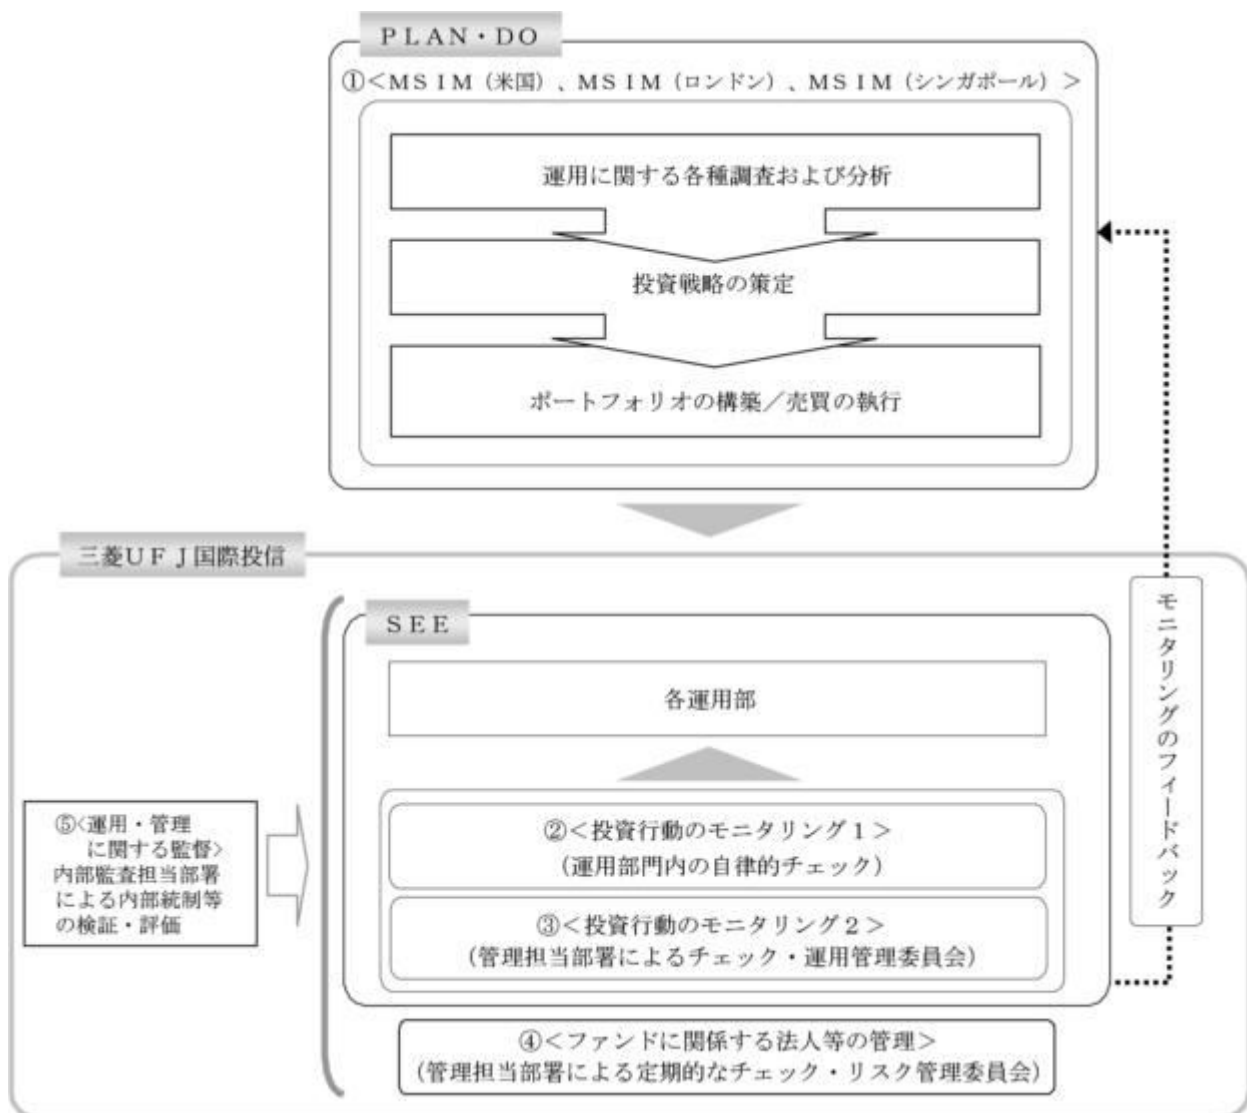 ＰＬＡＮ・ＤＯ
①＜ＭＳＩＭ（米国）、ＭＳＩＭ（ロンドン）、ＭＳＩＭ（シンガポール）＞
運用に関する各種調査および分析
投資戦略の策定
ポートフォリオの構築／売買の執行
三菱ＵＦＪ国際投信
ＳＥＥ
各運用部
②＜投資行動のモニタリング１＞
（運用部門内の自律的チェック）
③＜投資行動のモニタリング２＞
（管理担当部署によるチェック・運用管理委員会）
④＜ファンドに関係する法人等の管理＞
（管理担当部署による定期的なチェック・リスク管理委員会）
⑤＜運用・管理
に関する監督＞
内部監査担当部署
による内部統制等
の検証・評価
モニタリングのフィードバック